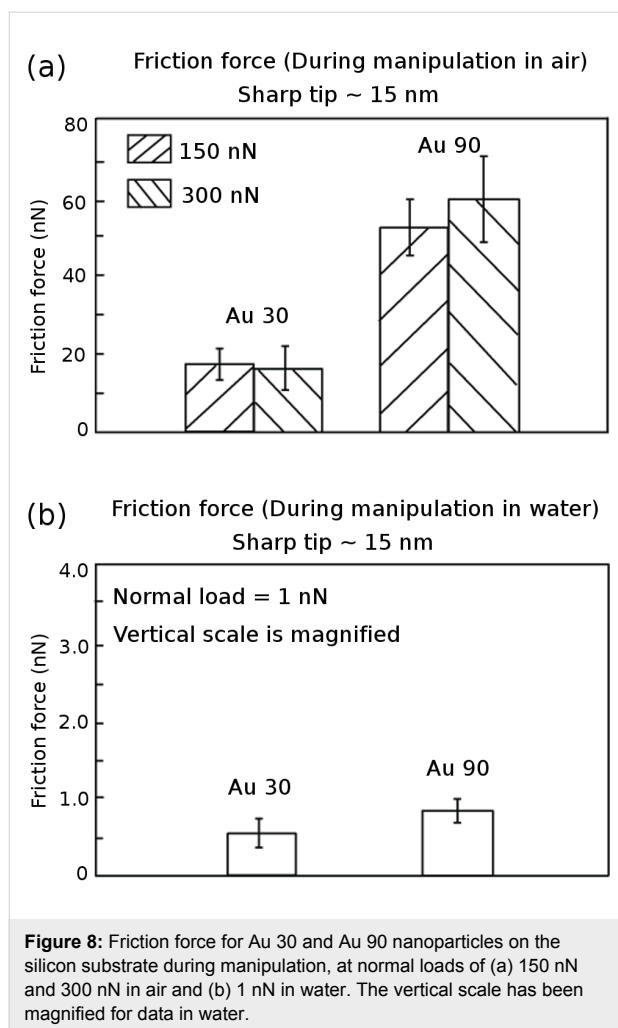 (a)
Friction force (During manipulation in air)
Sharp tip ~ 15 nm
80
60
40
20
0
Friction force (nN)
150 nN
300 nN
Au 30
Au 90
(b)
Friction force (During manipulation in water)
Sharp tip ~ 15 nm
4.0
3.0
2.0
1.0
0
Friction force (nN)
Normal load = 1 nN
Vertical scale is magnified
Au 30
Au 90
Figure 8: Friction force for Au 30 and Au 90 nanoparticles on the
silicon substrate during manipulation, at normal loads of (a) 150 nN
and 300 nN in air and (b) 1 nN in water. The vertical scale has been
magnified for data in water.